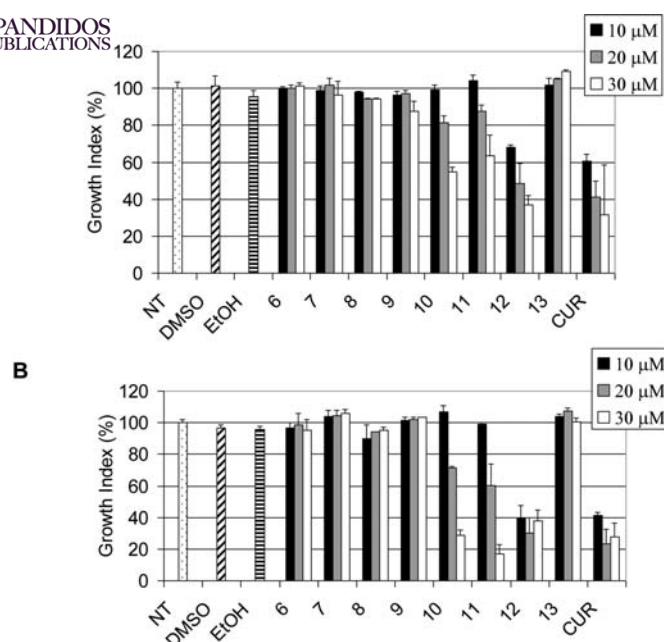 PANDIDOS
UBLICATIONS
10 μM
20 μM
30 μM
Growth Index (%)
120
100
80
60
40
20
0
NT
DMSO
EtOH
6
7
8
9
10
11
12
13
CUR
B
10 μM
20 μM
30 μM
Growth Index (%)
120
100
80
60
40
20
0
NT
DMSO
EtOH
6
7
8
9
10
11
12
13
CUR